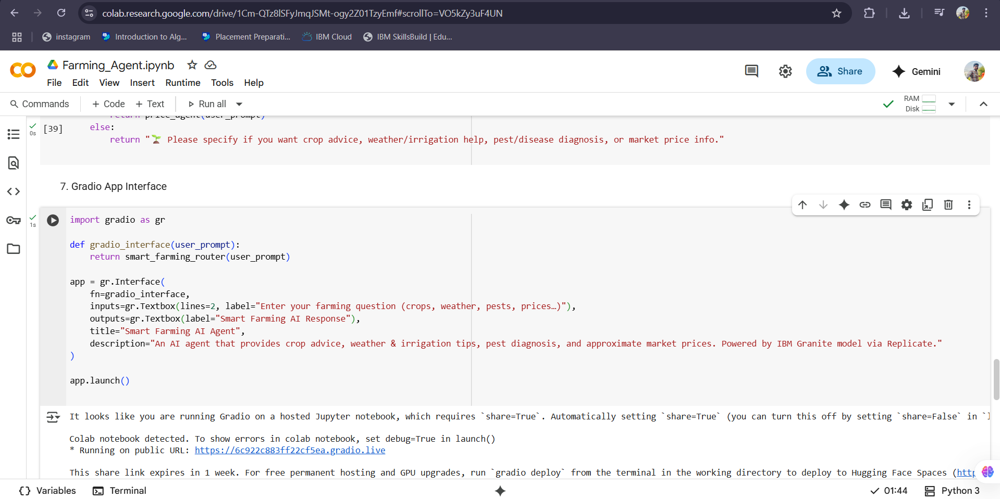 colab.research.google.com/drive/1Cm-QTz8lSFyJmqJSMt-ogy2Z01TzyEmf#scrollTo=VO5kZy3uF4UN
instagram Introduction to Alg... Placement Preparati... IBM Cloud IBM SkillsBuild | Edu...
Farming_Agent.ipynb
File Edit View Insert Runtime Tools Help
Share Gemini
Commands + Code + Text Run all RAM Disk
return price_agent(user_prompt)
[39] else:
0s
return "🌱 Please specify if you want crop advice, weather/irrigation help, pest/disease diagnosis, or market price info."
7. Gradio App Interface
1s
import gradio as gr
def gradio_interface(user_prompt):
return smart_farming_router(user_prompt)
app = gr.Interface(
fn=gradio_interface,
inputs=gr.Textbox(lines=2, label="Enter your farming question (crops, weather, pests, prices…)"),
outputs=gr.Textbox(label="Smart Farming AI Response"),
title="Smart Farming AI Agent",
description="An AI agent that provides crop advice, weather & irrigation tips, pest diagnosis, and approximate market prices. Powered by IBM Granite model via Replicate."
)
app.launch()
It looks like you are running Gradio on a hosted Jupyter notebook, which requires `share=True`. Automatically setting `share=True` (you can turn this off by setting `share=False` in `l
Colab notebook detected. To show errors in colab notebook, set debug=True in launch()
* Running on public URL: https://6c922c883ff22cf5ea.gradio.live
This share link expires in 1 week. For free permanent hosting and GPU upgrades, run `gradio deploy` from the terminal in the working directory to deploy to Hugging Face Spaces (http
Variables Terminal 01:44 Python 3